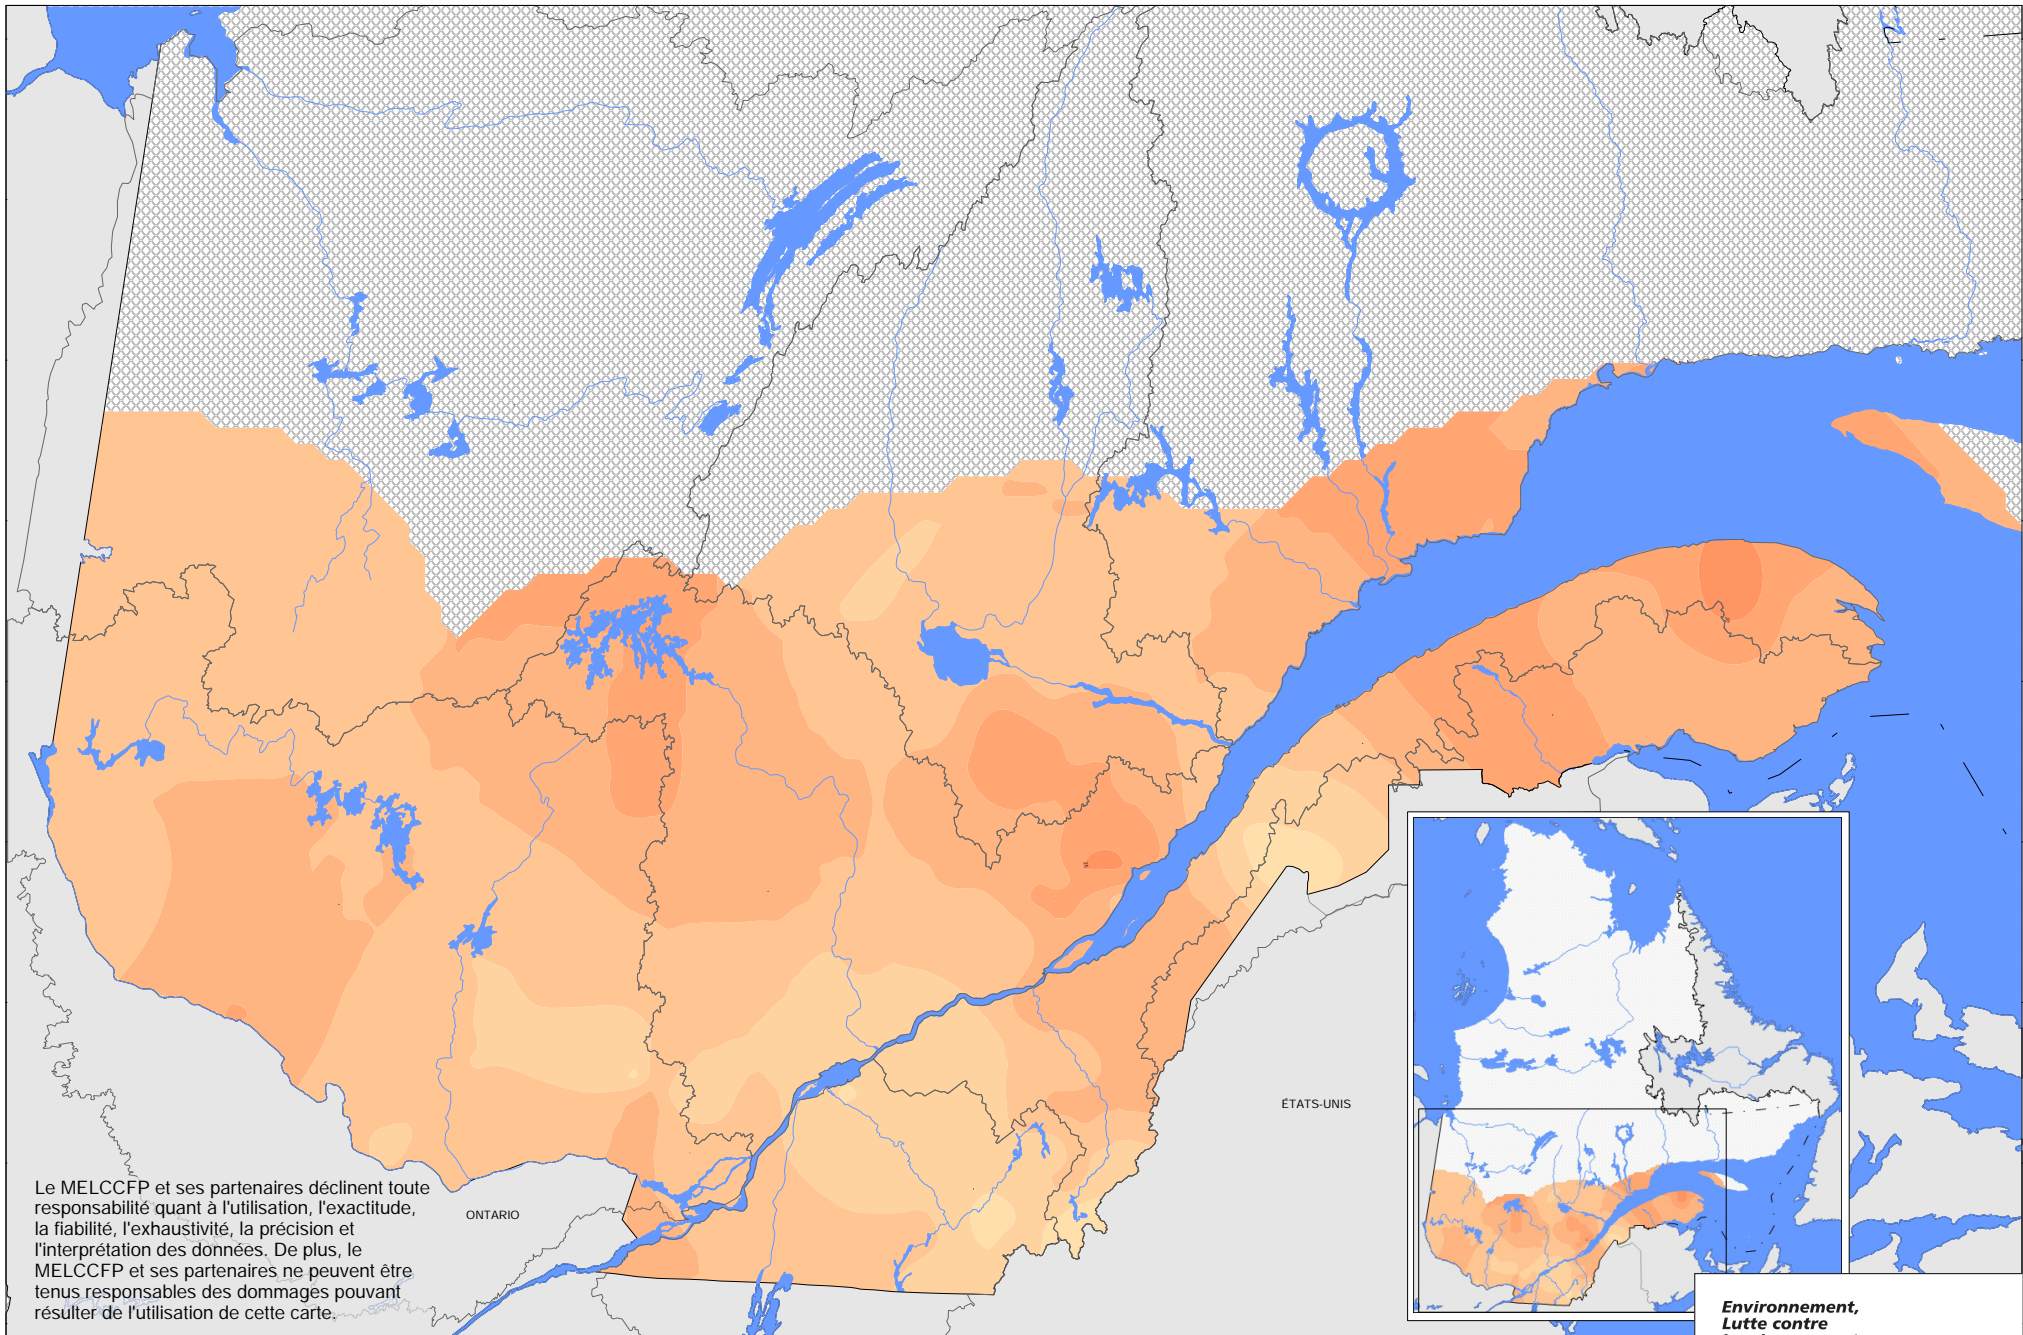 ÉTATS-UNIS
Le MELCCFP et ses partenaires déclinent toute
responsabilité quant à l'utilisation, l'exactitude,
la fiabilité, l'exhaustivité, la précision et
l'interprétation des données. De plus, le
MELCCFP et ses partenaires ne peuvent être
tenus responsables des dommages pouvant
résulter de l'utilisation de cette carte.
ONTARIO
Environnement,
Lutte contre